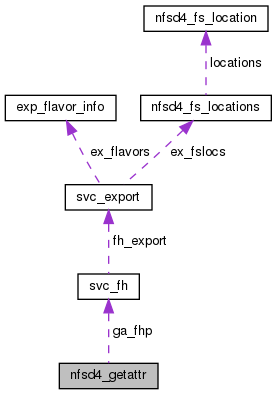 nfsd4_fs_location
locations
exp_flavor_info
nfsd4_fs_locations
ex_flavors
ex_fslocs
svc_export
fh_export
svc_fh
ga_fhp
nfsd4_getattr